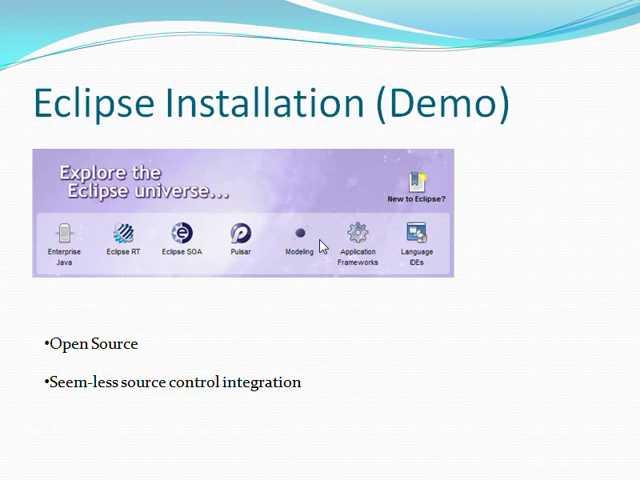 Eclipse Installation (Demo)
Explore the
Eclipse universe...
New to Eclipse?
Enterprise Java
Eclipse RT
Eclipse SOA
Pulsar
Modeling
Application Frameworks
Language IDEs
•Open Source
•Seem-less source control integration